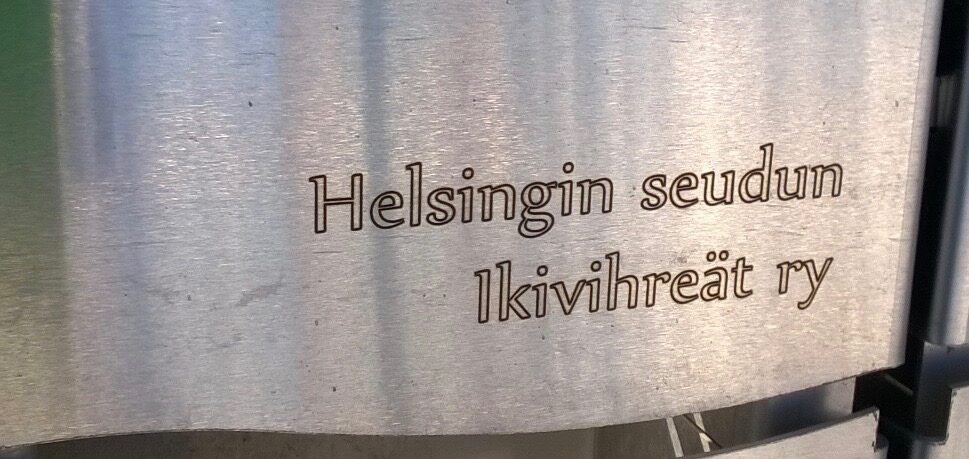 Helsingin seudun
Ikivihreät ry